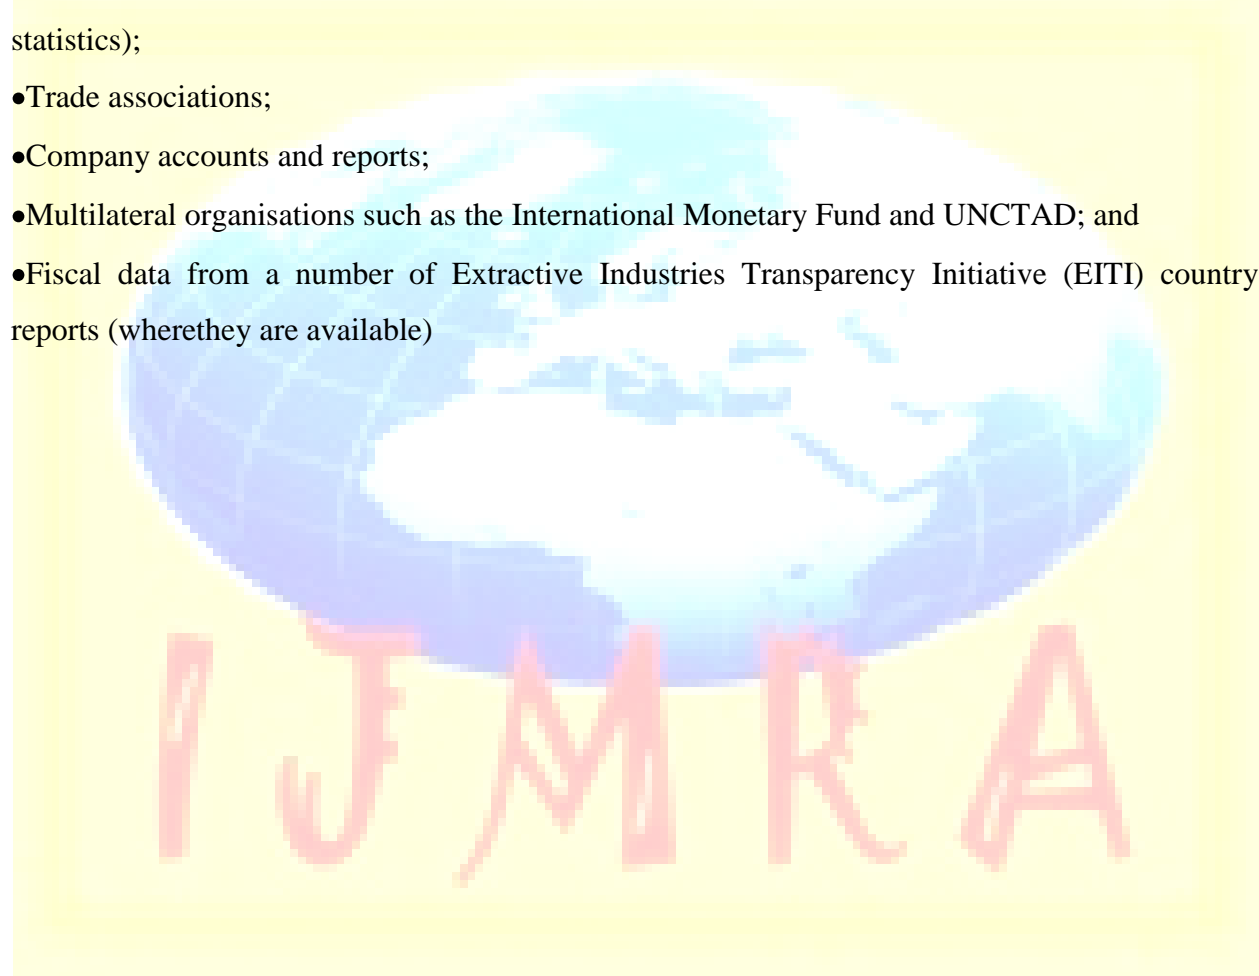 statistics);
•Trade associations;
•Company accounts and reports;
•Multilateral organisations such as the International Monetary Fund and UNCTAD; and
•Fiscal data from a number of Extractive Industries Transparency Initiative (EITI) country
reports (wherethey are available)
IJMRA